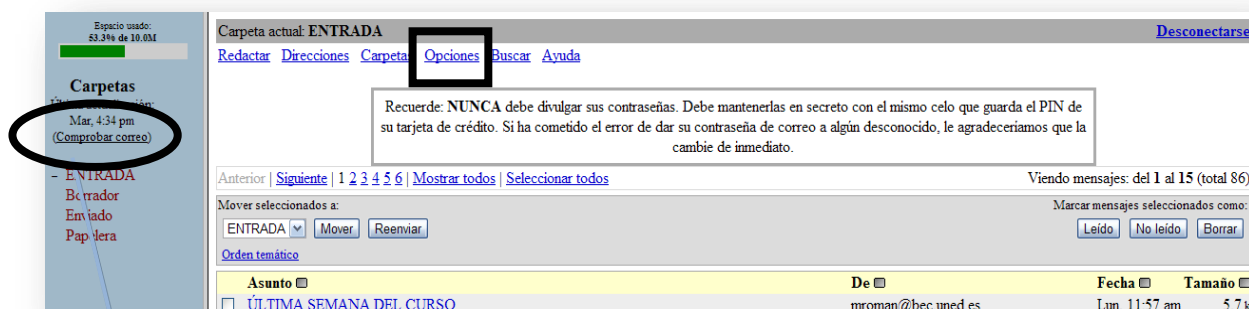 Espacio usado:
53.3% de 10.0M
Carpetas
Mar, 4:34 pm
(Comprobar correo)
– ENTRADA
Borrador
Enviado
Papelera
Carpeta actual: ENTRADA
Desconectarse
Redactar Direcciones Carpetas Opciones Buscar Ayuda
Recuerde: NUNCA debe divulgar sus contraseñas. Debe mantenerlas en secreto con el mismo celo que guarda el PIN de
su tarjeta de crédito. Si ha cometido el error de dar su contraseña de correo a algún desconocido, le agradeceriamos que la
cambie de inmediato.
Anterior | Siguiente | 1 2 3 4 5 6 | Mostrar todos | Seleccionar todos
Viendo mensajes: del 1 al 15 (total 86)
Mover seleccionados a:
Marcar mensajes seleccionados como:
ENTRADA Mover Reenviar
Leído No leído Borrar
Orden temático
Asunto De Fecha Tamaño
ÚLTIMA SEMANA DEL CURSO mroman@bec.uned.es Lun, 11:57 am 5.7 k